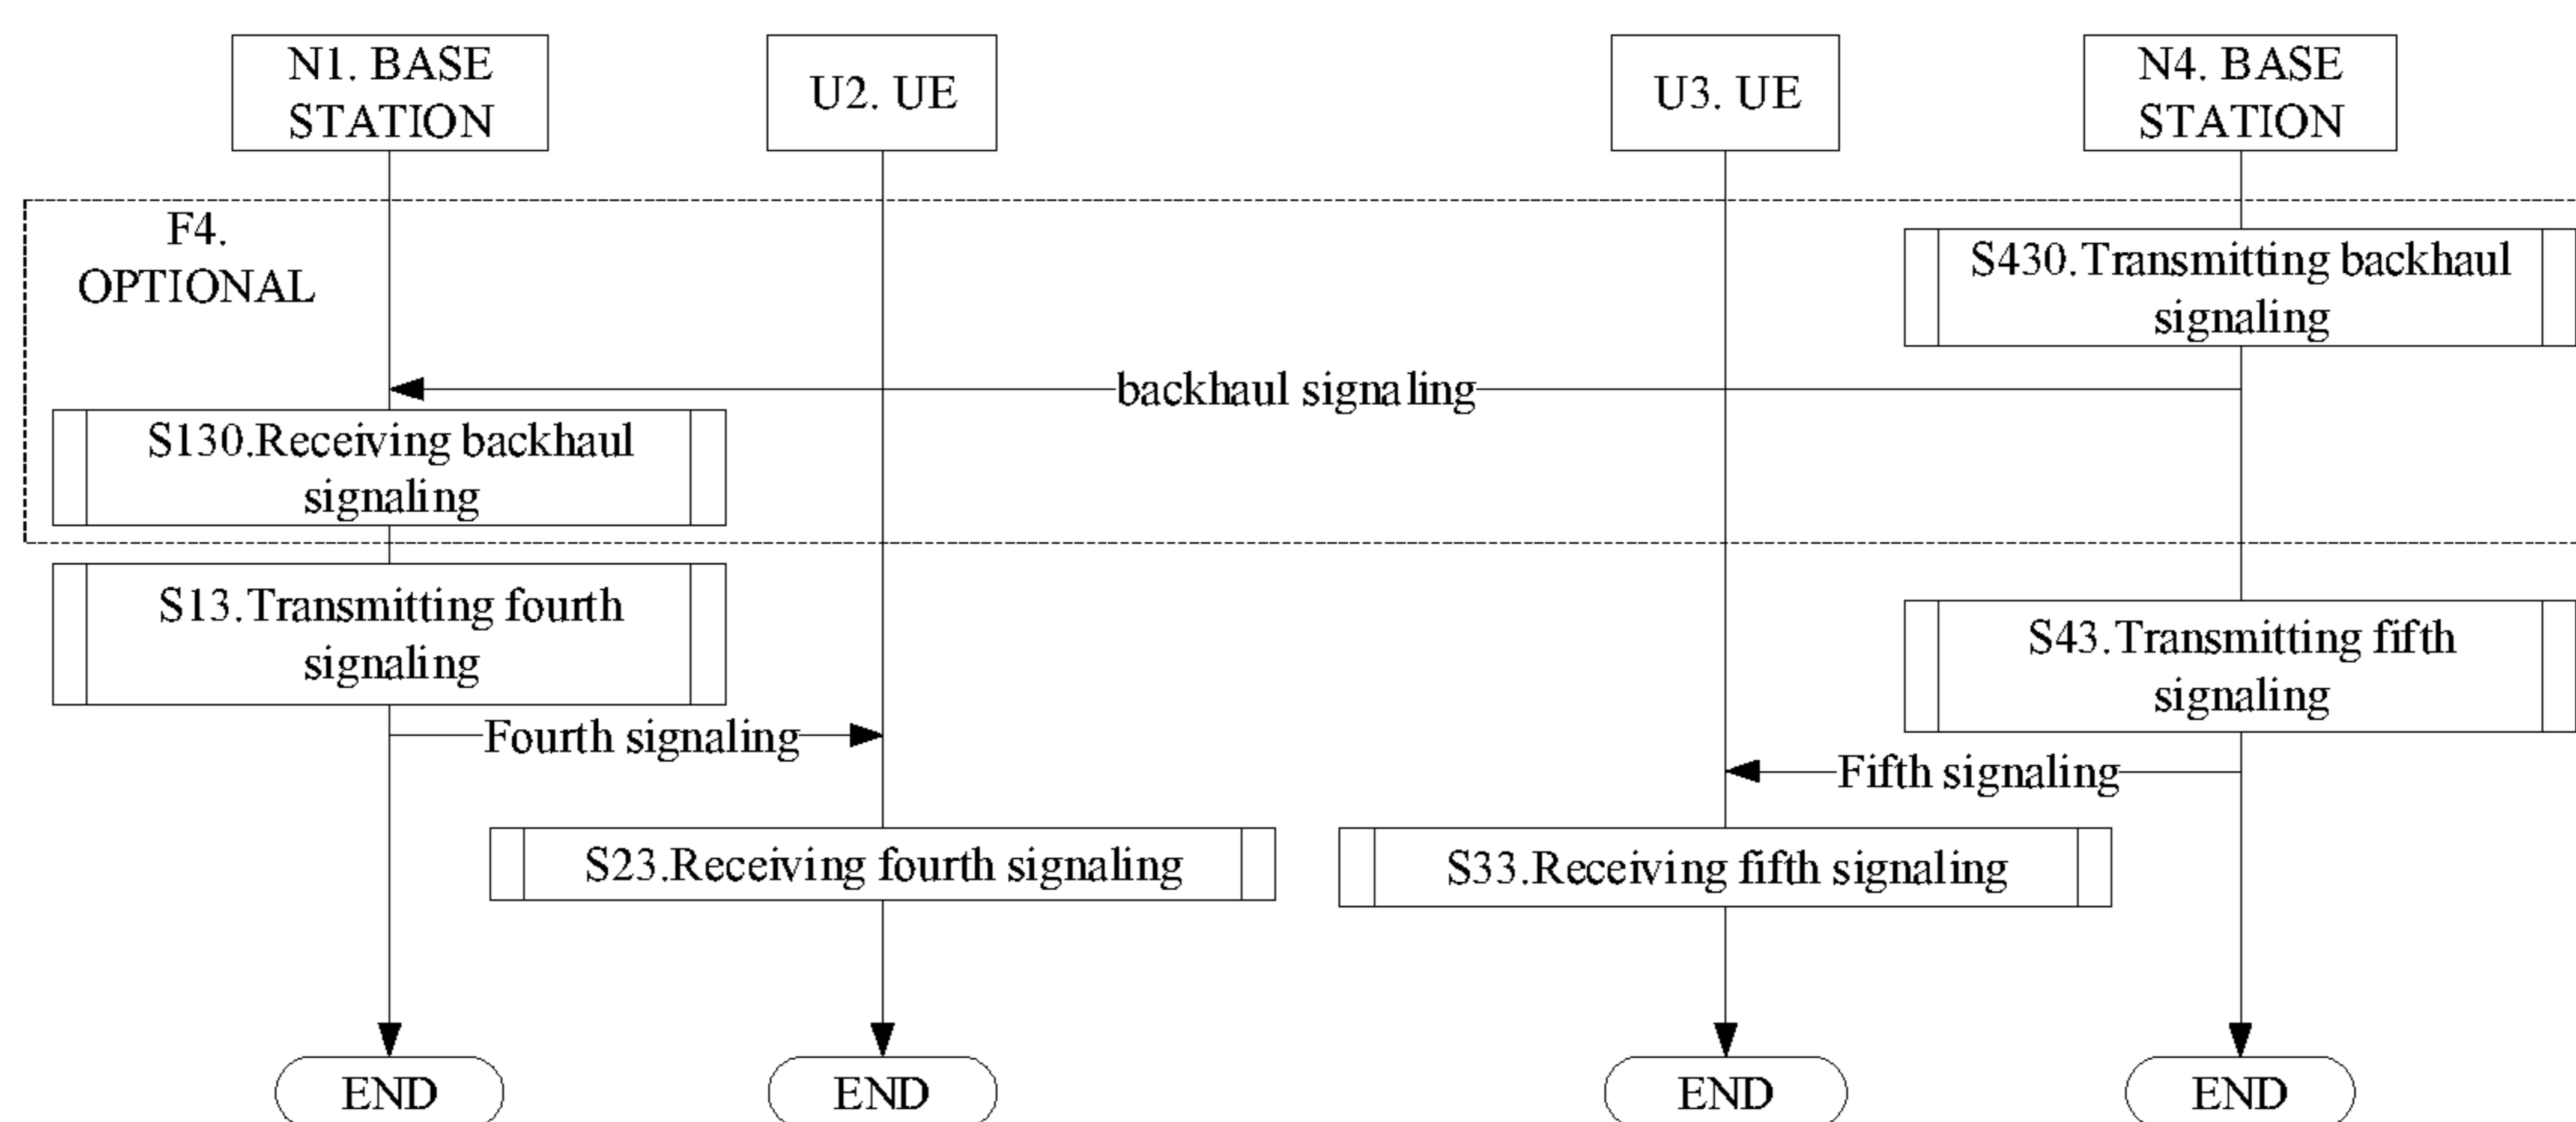 N1. BASE
STATION
U2. UE
U3. UE
N4. BASE
STATION
F4.
OPTIONAL
S430.Transmitting backhaul
signaling
backhaul signaling
S130.Receiving backhaul
signaling
S13.Transmitting fourth
signaling
S43.Transmitting fifth
signaling
Fourth signaling
Fifth signaling
S23.Receiving fourth signaling
S33.Receiving fifth signaling
END
END
END
END